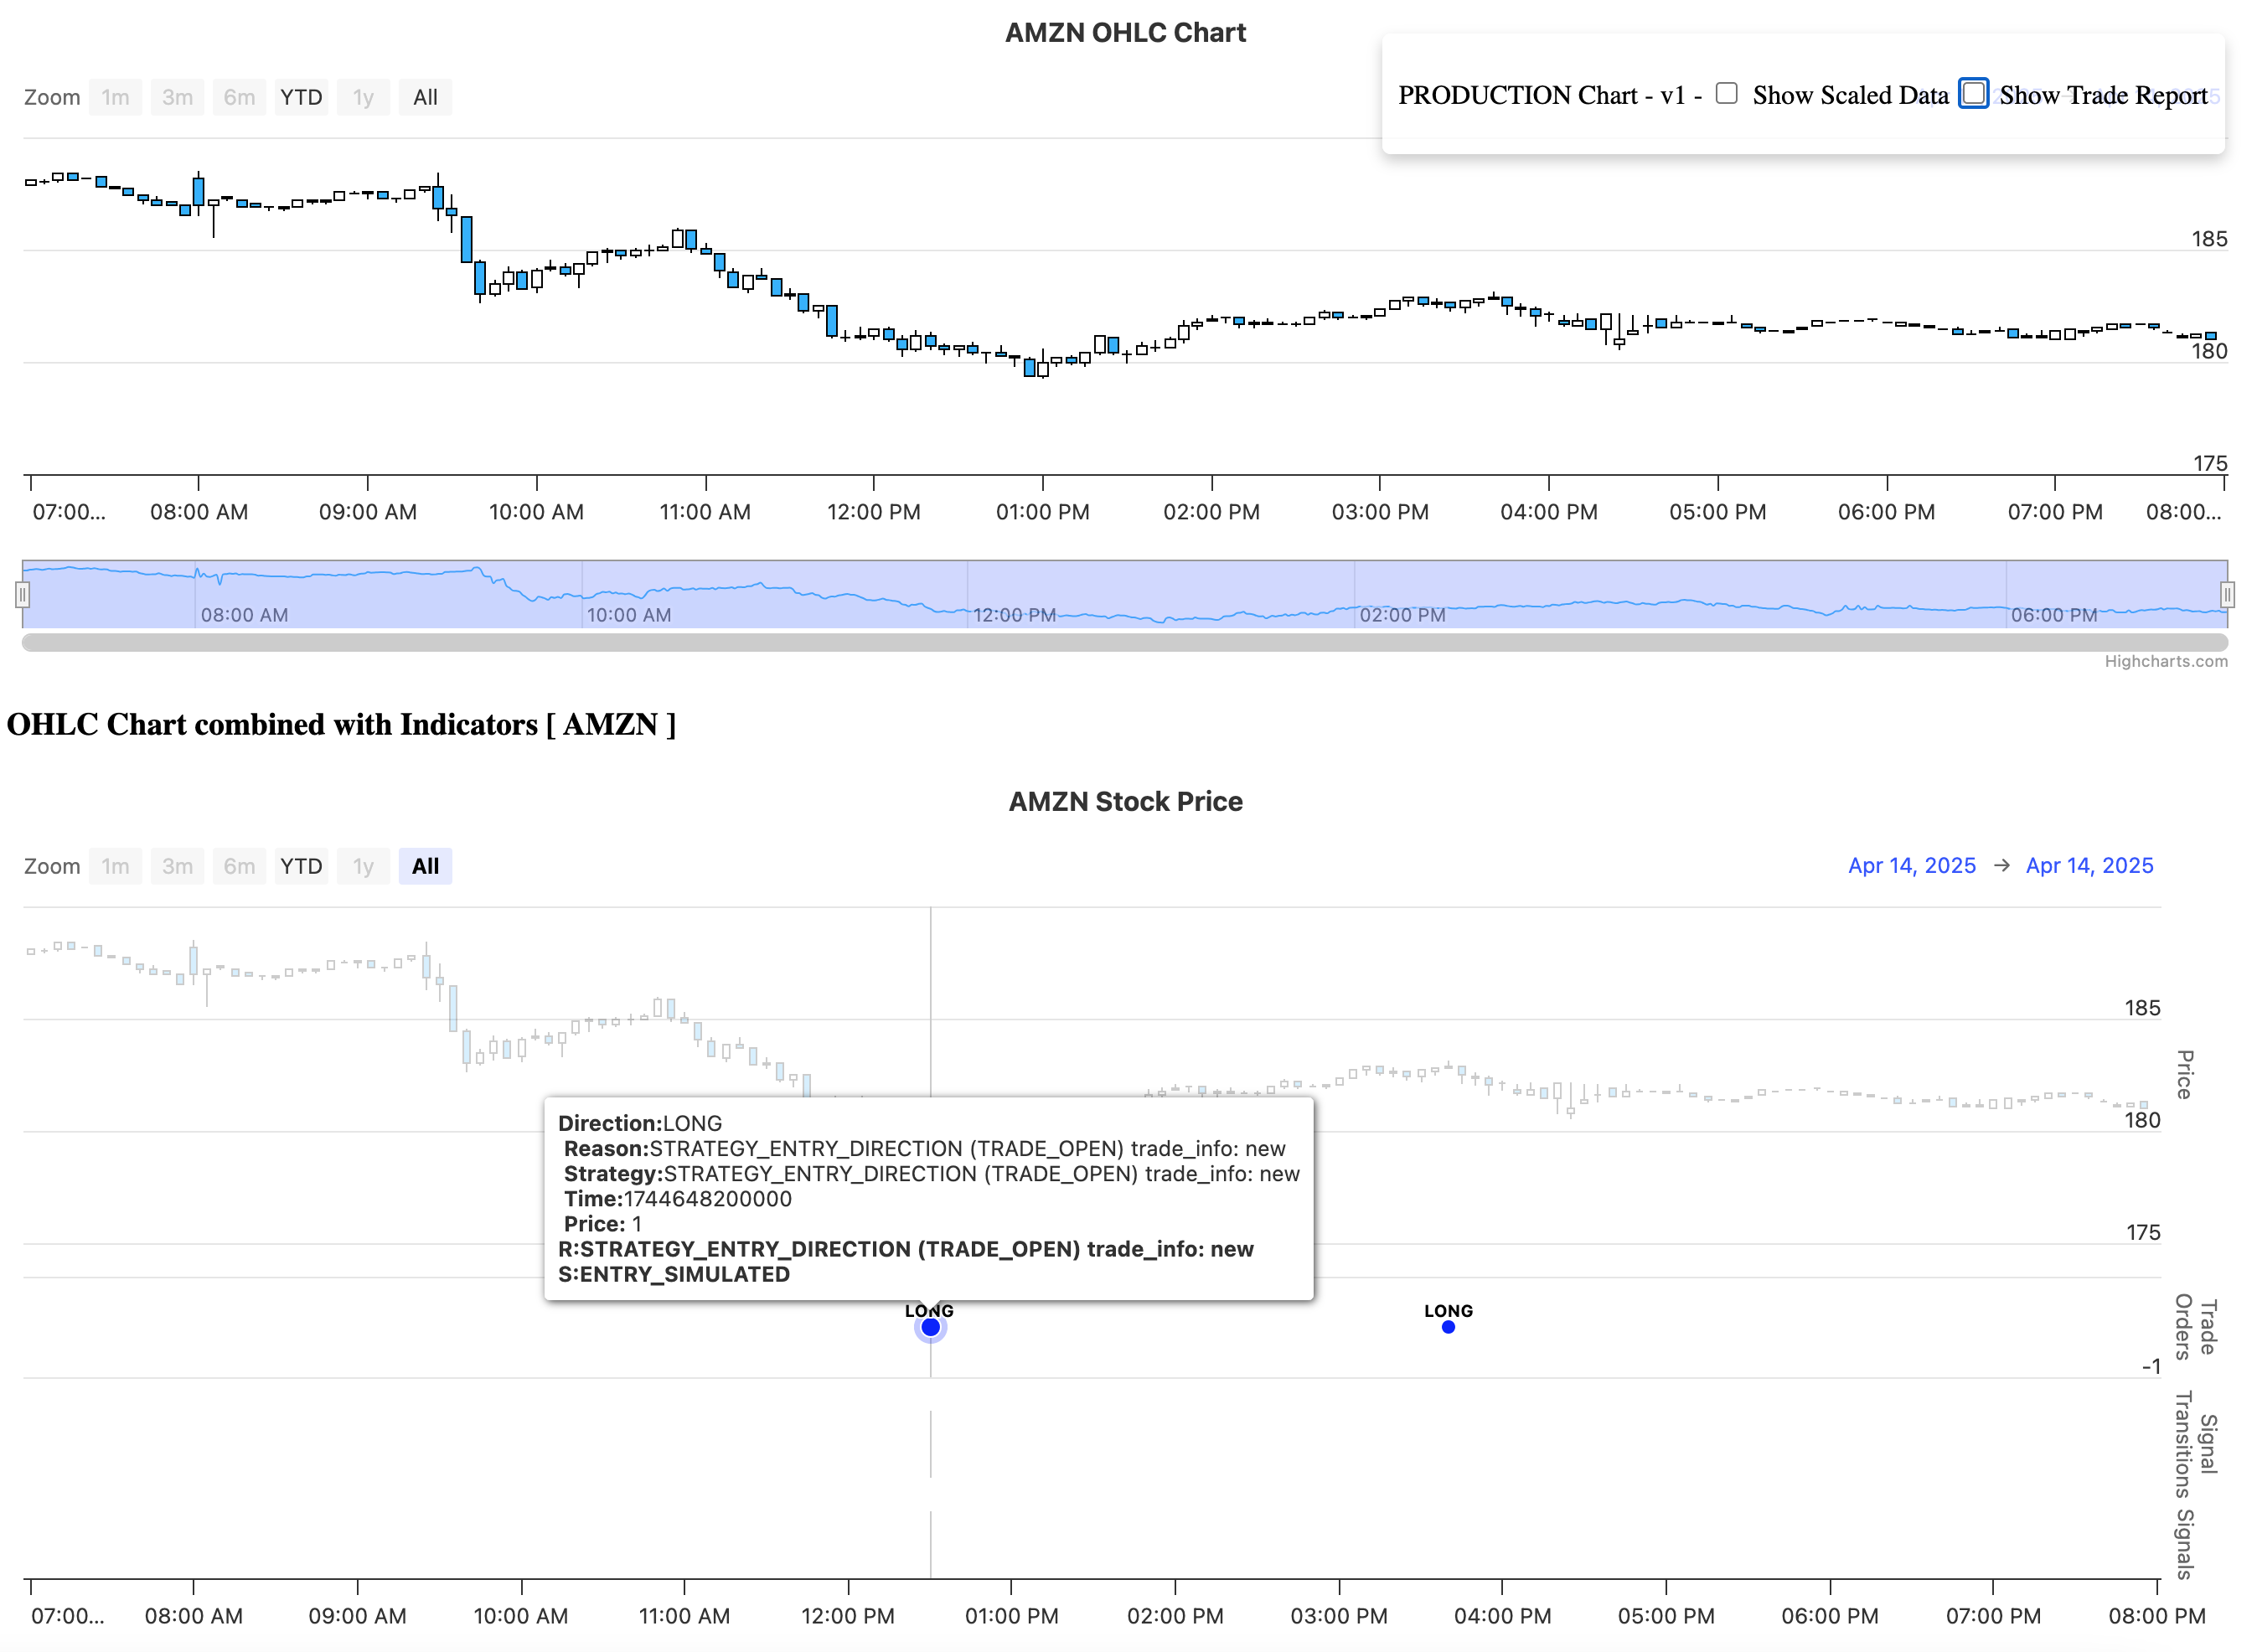 AMZN OHLC Chart
Zoom 1m 3m 6m YTD 1y All
PRODUCTION Chart - v1 - Show Scaled Data Show Trade Report
185
180
175
07:00... 08:00 AM 09:00 AM 10:00 AM 11:00 AM 12:00 PM 01:00 PM 02:00 PM 03:00 PM 04:00 PM 05:00 PM 06:00 PM 07:00 PM 08:00...
08:00 AM 10:00 AM 12:00 PM 02:00 PM 06:00 PM
Highcharts.com
OHLC Chart combined with Indicators [ AMZN ]
AMZN Stock Price
Zoom 1m 3m 6m YTD 1y All
Apr 14, 2025 → Apr 14, 2025
185
Price
180
Direction:LONG
Reason:STRATEGY_ENTRY_DIRECTION (TRADE_OPEN) trade_info: new
Strategy:STRATEGY_ENTRY_DIRECTION (TRADE_OPEN) trade_info: new
Time:1744648200000
Price: 1
R:STRATEGY_ENTRY_DIRECTION (TRADE_OPEN) trade_info: new
S:ENTRY_SIMULATED
175
LONG LONG
Trade
Orders
-1
Signal
Transitions
Signals
07:00... 08:00 AM 09:00 AM 10:00 AM 11:00 AM 12:00 PM 01:00 PM 02:00 PM 03:00 PM 04:00 PM 05:00 PM 06:00 PM 07:00 PM 08:00 PM